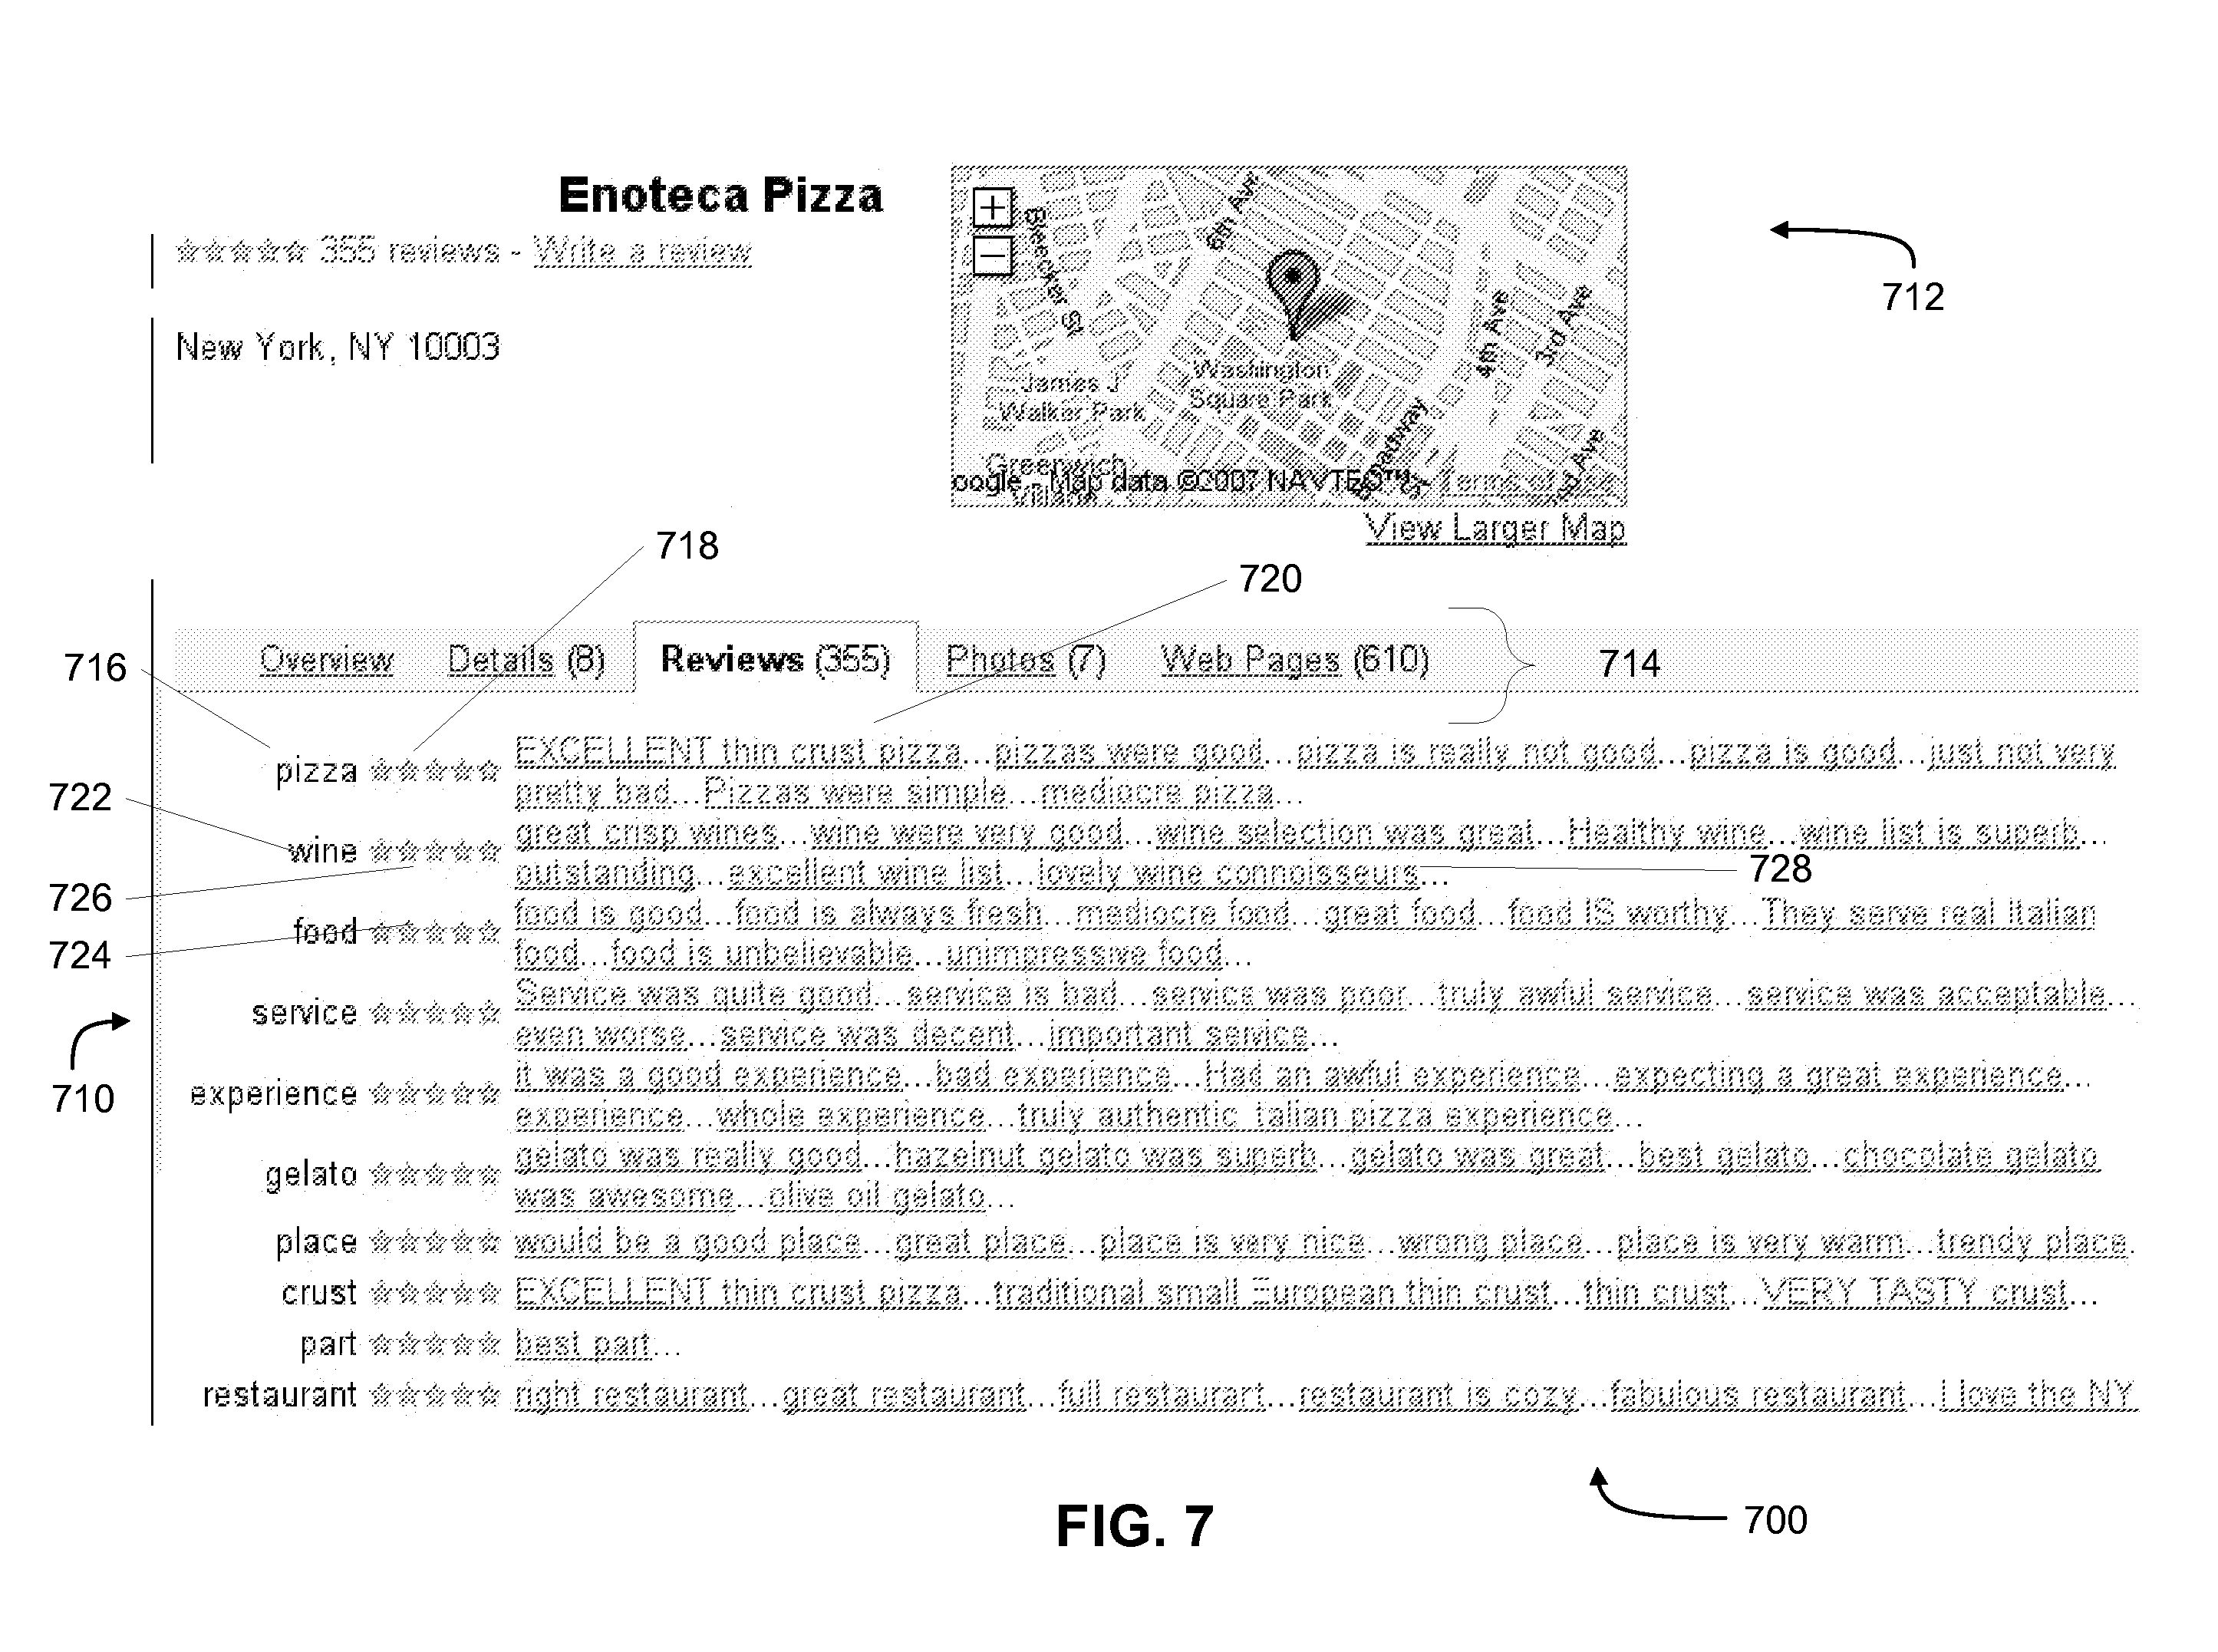 Enoteca Pizza
355 reviews - Write a review
712
New York, NY 10003
+
−
Bleecker St
6th Ave
4th Ave
3rd Ave
Washington
Square Park
James J
Walker Park
Broadway
Greenwich
Village
oogle - Map data ©2007 NAVTEQ™ - Terms of Use
View Larger Map
718
720
716
Overview Details (8) Reviews (355) Photos (7) Web Pages (610)
714
pizza EXCELLENT thin crust pizza...pizzas were good...pizza is really not good...pizza is good...just not very
pretty bad...Pizzas were simple...mediocre pizza...
722
wine great crisp wines...wine were very good...wine selection was great...Healthy wine...wine list is superb...
outstanding...excellent wine list...lovely wine connoisseurs...
728
726
food food is good...food is always fresh...mediocre food...great food...food IS worthy...They serve real italian
food...food is unbelievable...unimpressive food...
724
service Service was quite good...service is bad...service was poor...truly awful service...service was acceptable...
even worse...service was decent...important service...
710
experience it was a good experience...bad experience...Had an awful experience...expecting a great experience...
experience...whole experience...truly authentic talian pizza experience...
gelato gelato was really good...hazelnut gelato was superb...gelato was great...best gelato...chocolate gelato
was awesome...olive oil gelato...
place would be a good place...great place...place is very nice...wrong place...place is very warm...trendy place.
crust EXCELLENT thin crust pizza...traditional small European thin crust...thin crust...VERY TASTY crust...
part best part...
restaurant right restaurant...great restaurant...full restaurart...restaurant is cozy...fabulous restaurant...I love the NY
700
FIG. 7